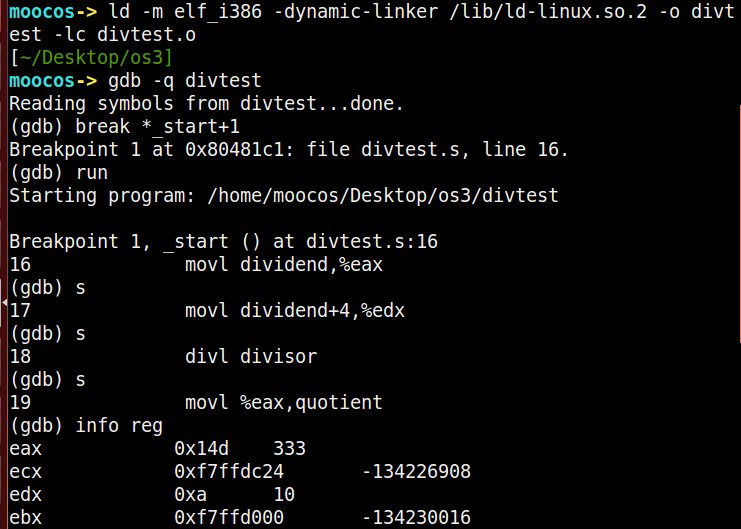 moocos-> ld -m elf_i386 -dynamic-linker /lib/ld-linux.so.2 -o divt
est -lc divtest.o
[~/Desktop/os3]
moocos-> gdb -q divtest
Reading symbols from divtest...done.
(gdb) break *_start+1
Breakpoint 1 at 0x80481c1: file divtest.s, line 16.
(gdb) run
Starting program: /home/moocos/Desktop/os3/divtest
Breakpoint 1, _start () at divtest.s:16
16              movl dividend,%eax
(gdb) s
17              movl dividend+4,%edx
(gdb) s
18              divl divisor
(gdb) s
19              movl %eax,quotient
(gdb) info reg
eax            0x14d    333
ecx            0xf7ffdc24       -134226908
edx            0xa      10
ebx            0xf7ffd000       -134230016